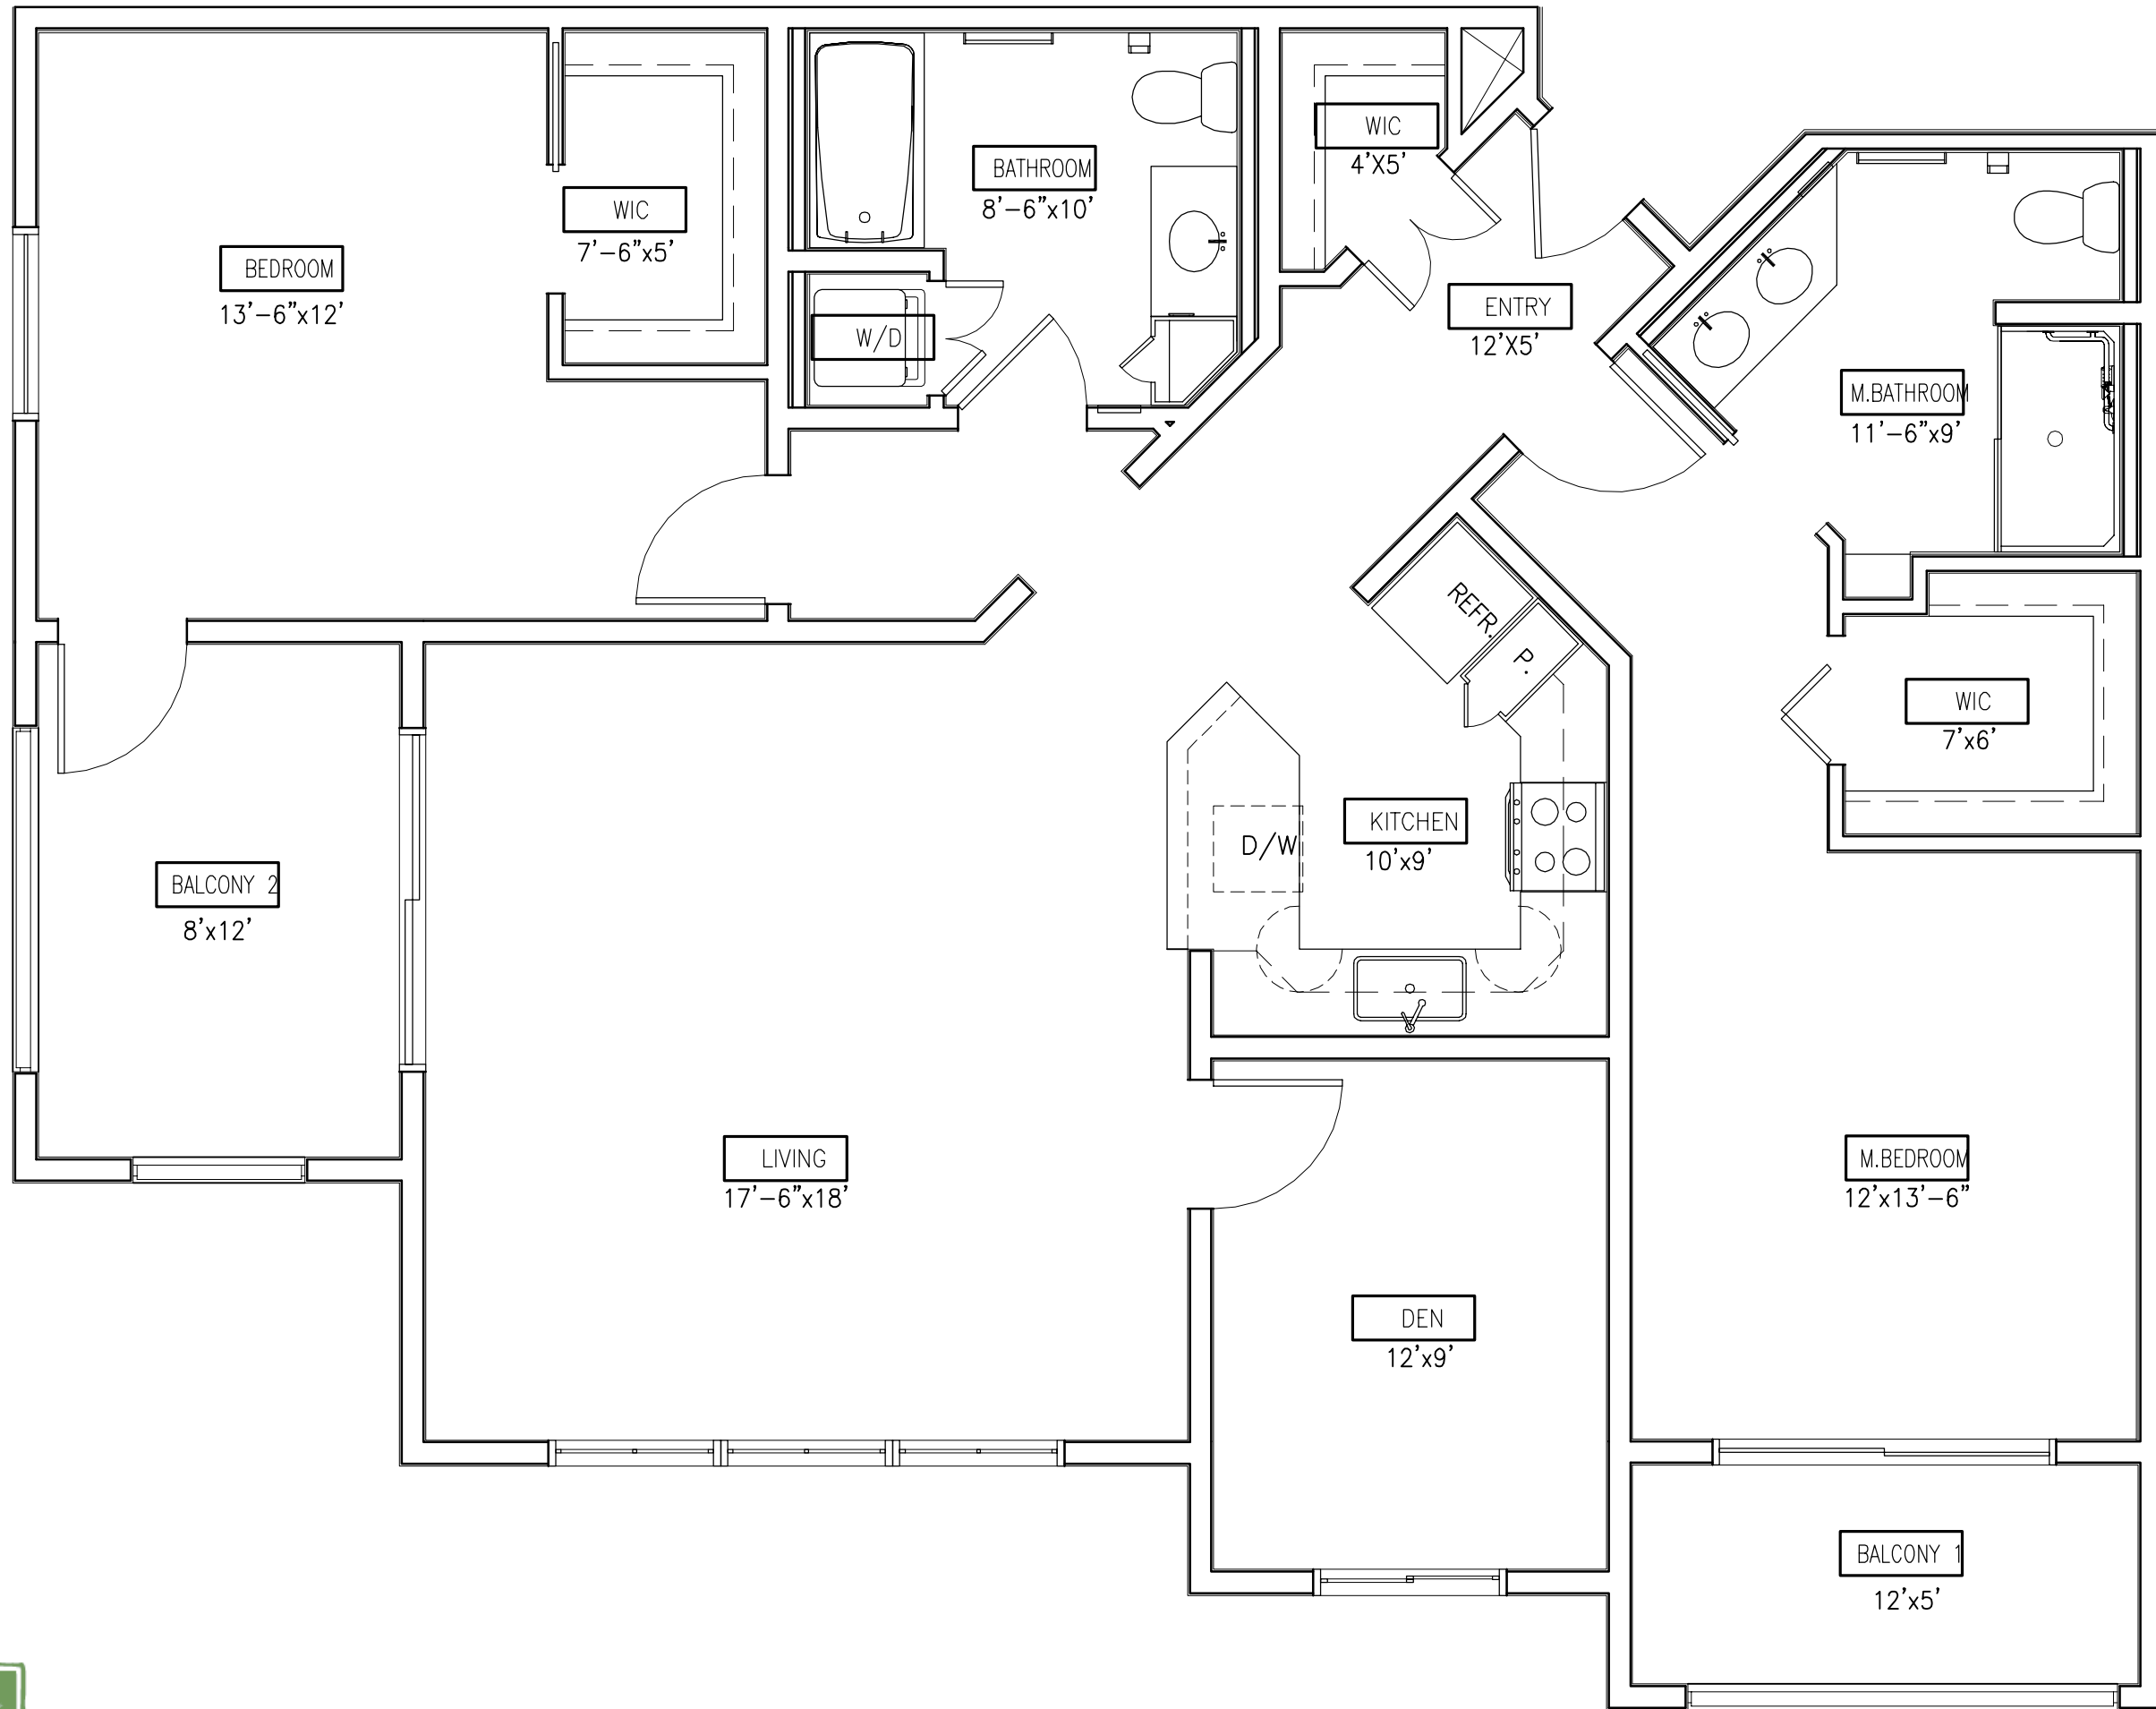 WIC
4'X5'
BATHROOM
8'-6"x10'
WIC
7'-6"x5'
BEDROOM
13'-6"x12'
W/D
ENTRY
12'X5'
M.BATHROOM
11'-6"x9'
REFR.
P.
WIC
7'x6'
KITCHEN
10'x9'
D/W
BALCONY 2
8'x12'
LIVING
17'-6"x18'
M.BEDROOM
12'x13'-6"
DEN
12'x9'
BALCONY 1
12'x5'